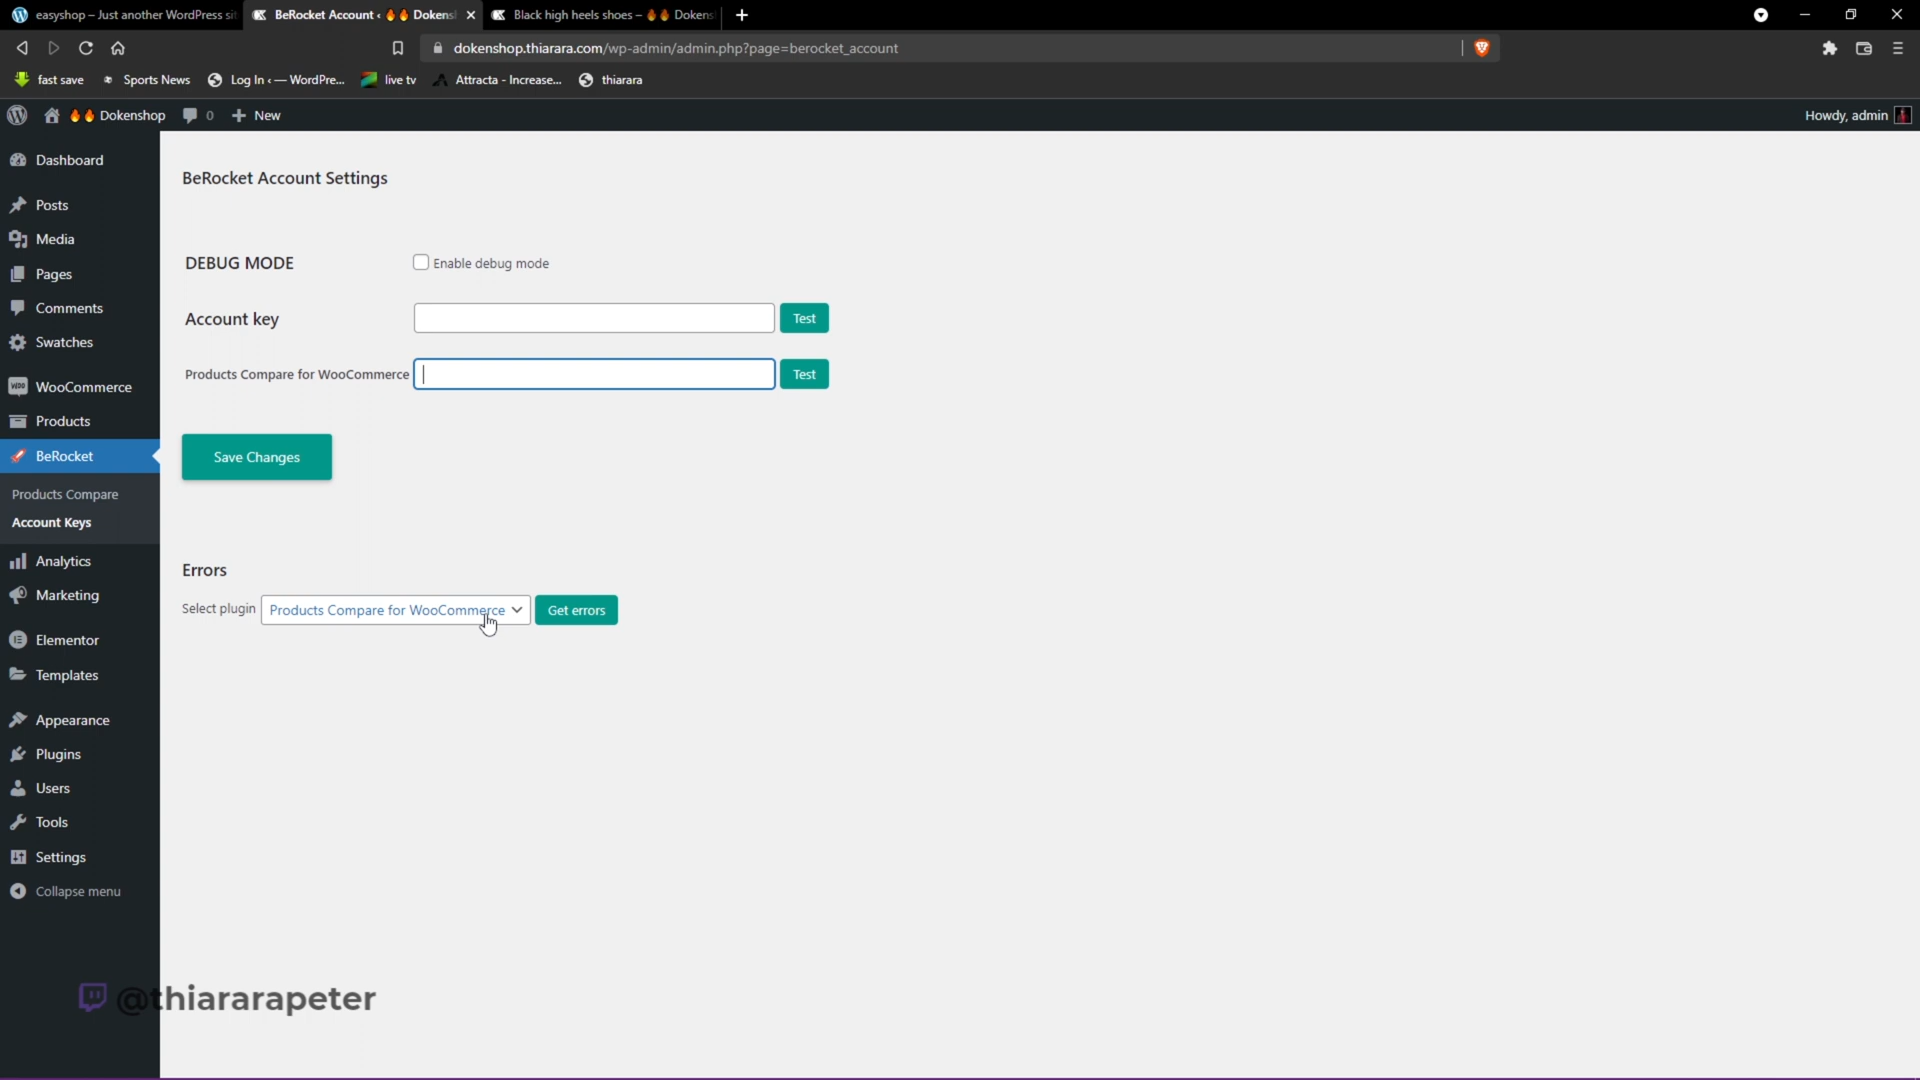 easyshop – Just another WordPress sit
BeRocket Account ‹ 🔥🔥 Dokensh
Black high heels shoes – 🔥🔥 Dokens
dokenshop.thiarara.com/wp-admin/admin.php?page=berocket_account
fast save
Sports News
Log In ‹ — WordPre...
live tv
Attracta - Increase...
thiarara
🔥🔥 Dokenshop
0
New
Howdy, admin
Dashboard
Posts
Media
Pages
Comments
Swatches
WooCommerce
Products
BeRocket
Products Compare
Account Keys
Analytics
Marketing
Elementor
Templates
Appearance
Plugins
Users
Tools
Settings
Collapse menu
BeRocket Account Settings
DEBUG MODE
Enable debug mode
Account key
Test
Products Compare for WooCommerce
Test
Save Changes
Errors
Select plugin
Products Compare for WooCommerce
Get errors
@thiararapeter